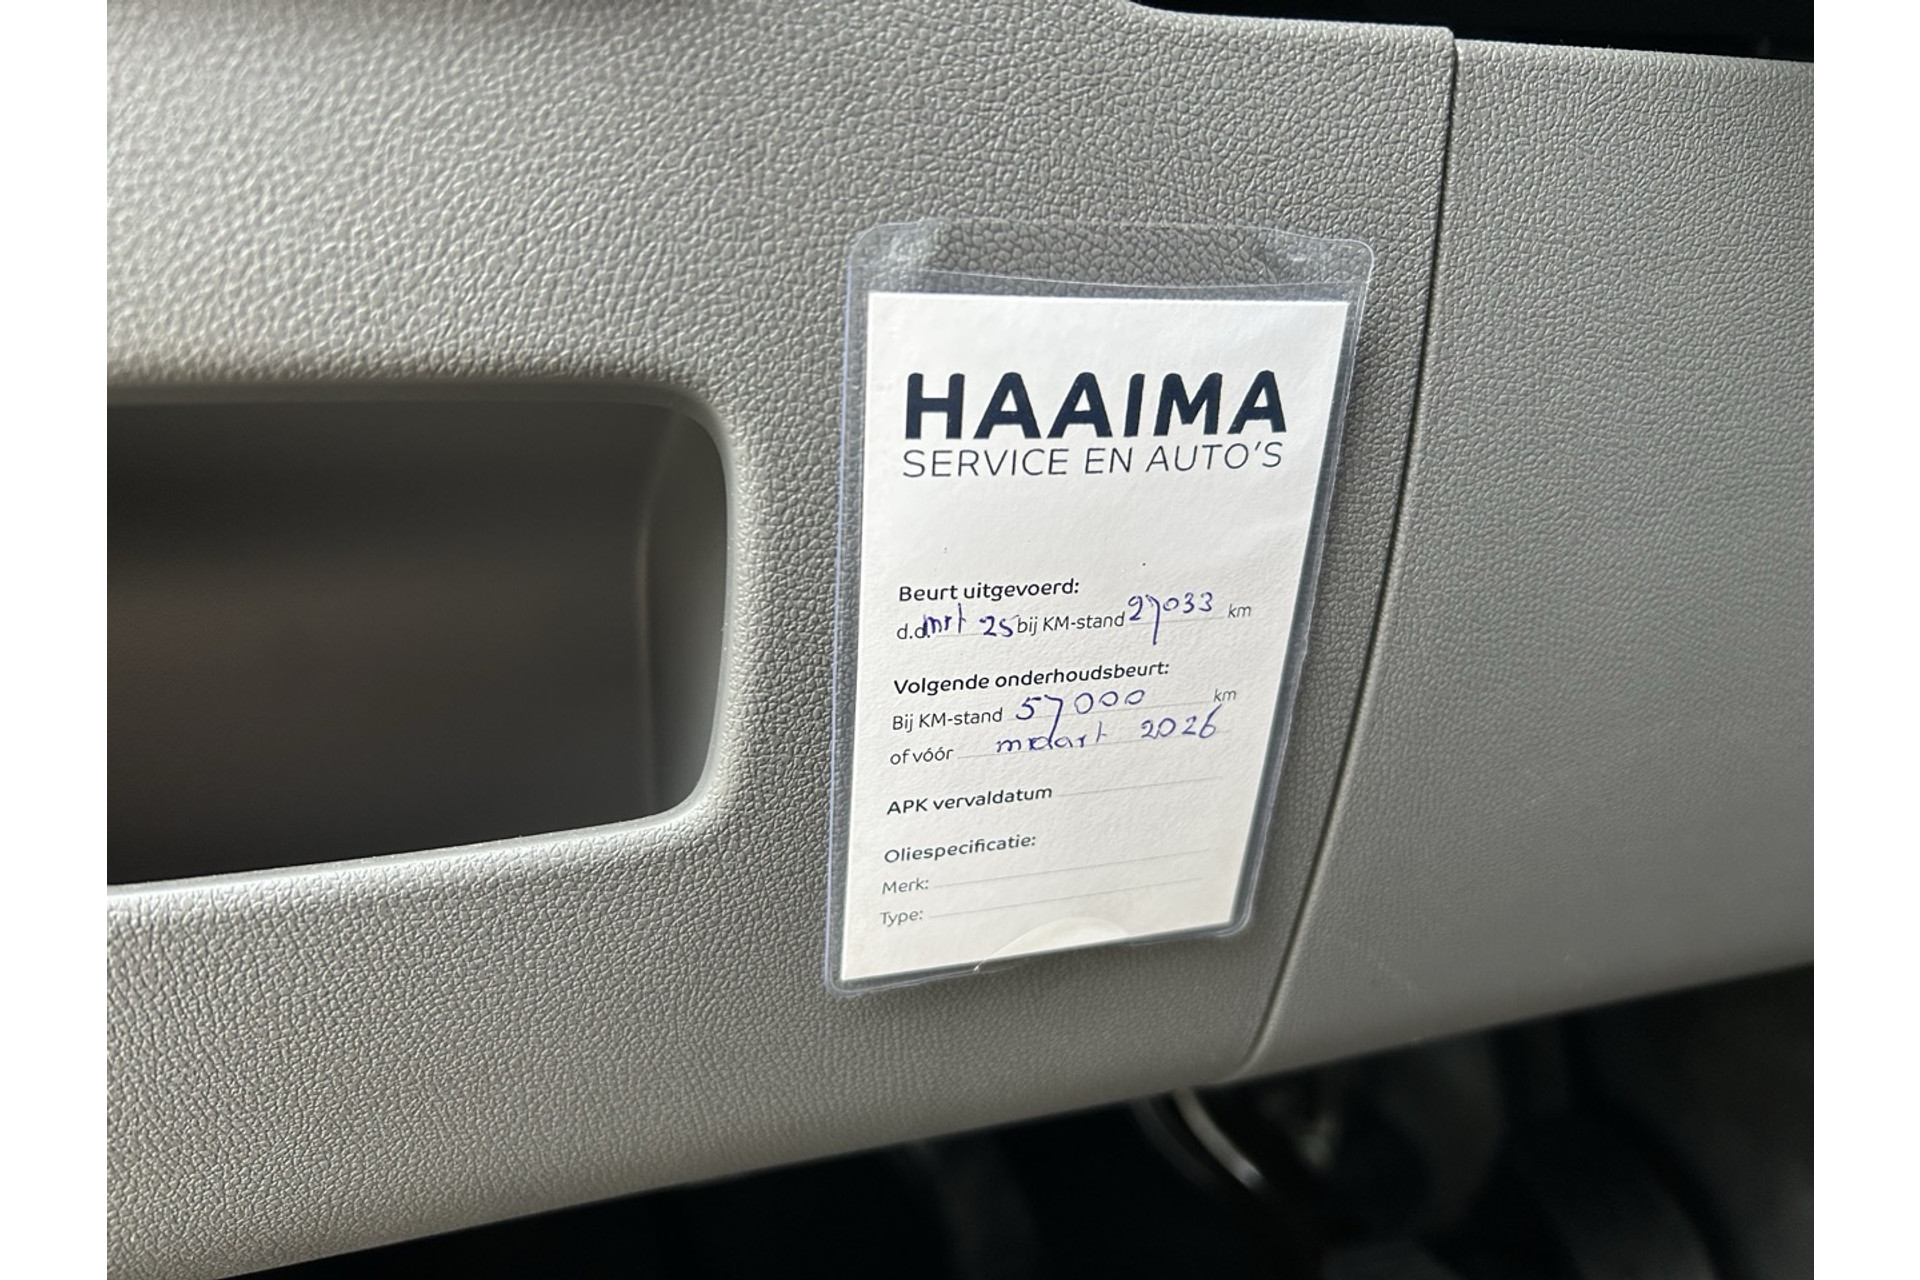 HAAIMA
SERVICE EN AUTO'S
Beurt uitgevoerd:
d.d. mrt 25 bij KM-stand 27033 km
Volgende onderhoudsbeurt:
Bij KM-stand 57000 km
of vóór maart 2026
APK vervaldatum
Oliespecificatie:
Merk:
Type: